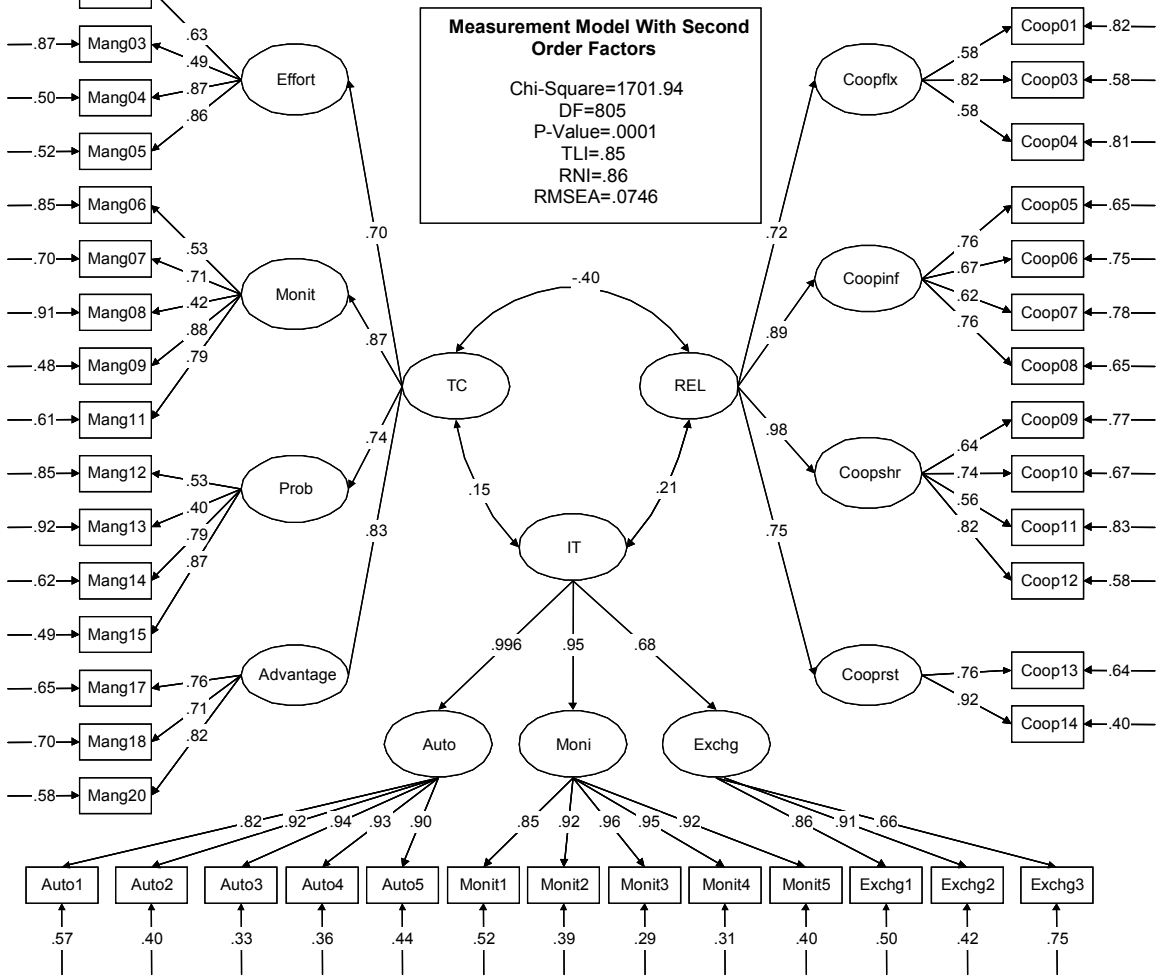 Measurement Model With Second
Order Factors
Chi-Square=1701.94
DF=805
P-Value=.0001
TLI=.85
RNI=.86
RMSEA=.0746
.63
.87 Mang03 .49
.50 Mang04 .87
.52 Mang05 .86
Effort
.70
.85 Mang06 .53
.70 Mang07 .71
.91 Mang08 .42
.48 Mang09 .88
.61 Mang11 .79
Monit
.87
.85 Mang12 .53
.92 Mang13 .40
.62 Mang14 .79
.49 Mang15 .87
Prob
.74
.65 Mang17 .76
.70 Mang18 .71
.58 Mang20 .82
Advantage
.83
TC
-.40
REL
.15
.21
IT
.72
Coopflx
.58 Coop01 .82
.82 Coop03 .58
.58 Coop04 .81
.89
Coopinf
.76 Coop05 .65
.67 Coop06 .75
.62 Coop07 .78
.76 Coop08 .65
.98
Coopshr
.64 Coop09 .77
.74 Coop10 .67
.56 Coop11 .83
.82 Coop12 .58
.75
Cooprst
.76 Coop13 .64
.92 Coop14 .40
.996 .95 .68
Auto Moni Exchg
.82 .92 .94 .93 .90 .85 .92 .96 .95 .92 .86 .91 .66
Auto1 Auto2 Auto3 Auto4 Auto5 Monit1 Monit2 Monit3 Monit4 Monit5 Exchg1 Exchg2 Exchg3
.57 .40 .33 .36 .44 .52 .39 .29 .31 .40 .50 .42 .75